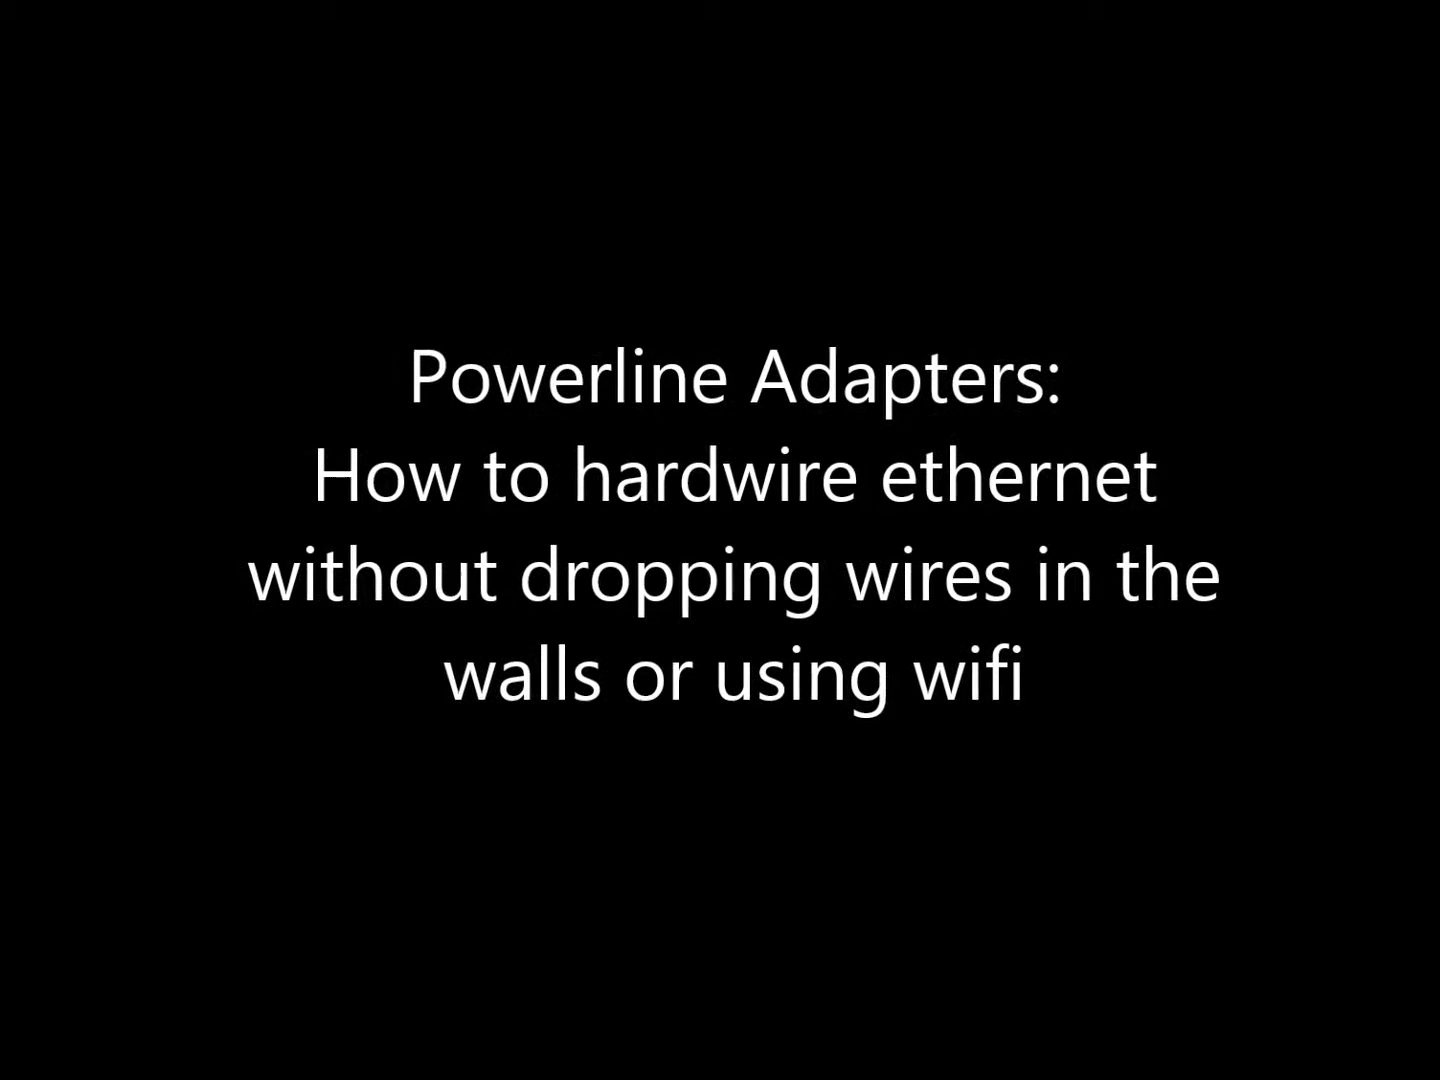 Powerline Adapters:
How to hardwire ethernet
without dropping wires in the
walls or using wifi